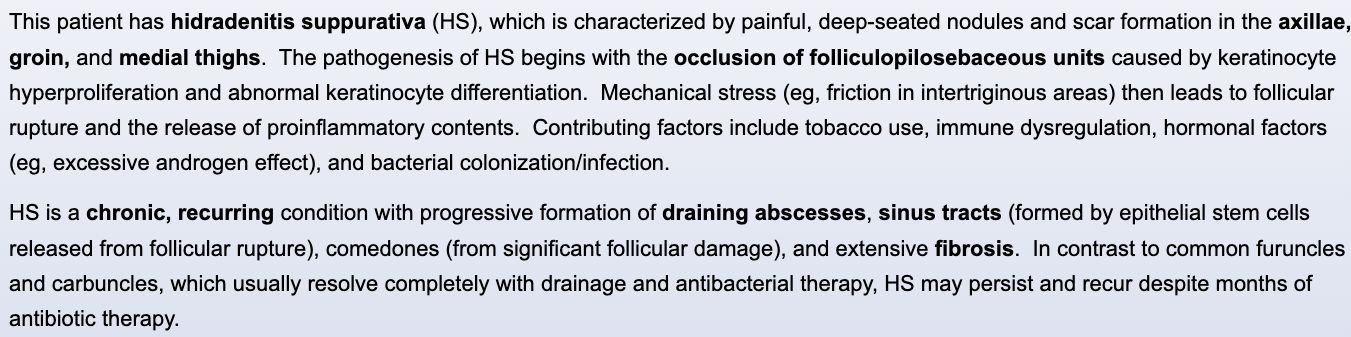 This patient has hidradenitis suppurativa (HS), which is characterized by painful, deep-seated nodules and scar formation in the axillae,
groin, and medial thighs.  The pathogenesis of HS begins with the occlusion of folliculopilosebaceous units caused by keratinocyte
hyperproliferation and abnormal keratinocyte differentiation.  Mechanical stress (eg, friction in intertriginous areas) then leads to follicular
rupture and the release of proinflammatory contents.  Contributing factors include tobacco use, immune dysregulation, hormonal factors
(eg, excessive androgen effect), and bacterial colonization/infection.
HS is a chronic, recurring condition with progressive formation of draining abscesses, sinus tracts (formed by epithelial stem cells
released from follicular rupture), comedones (from significant follicular damage), and extensive fibrosis.  In contrast to common furuncles
and carbuncles, which usually resolve completely with drainage and antibacterial therapy, HS may persist and recur despite months of
antibiotic therapy.